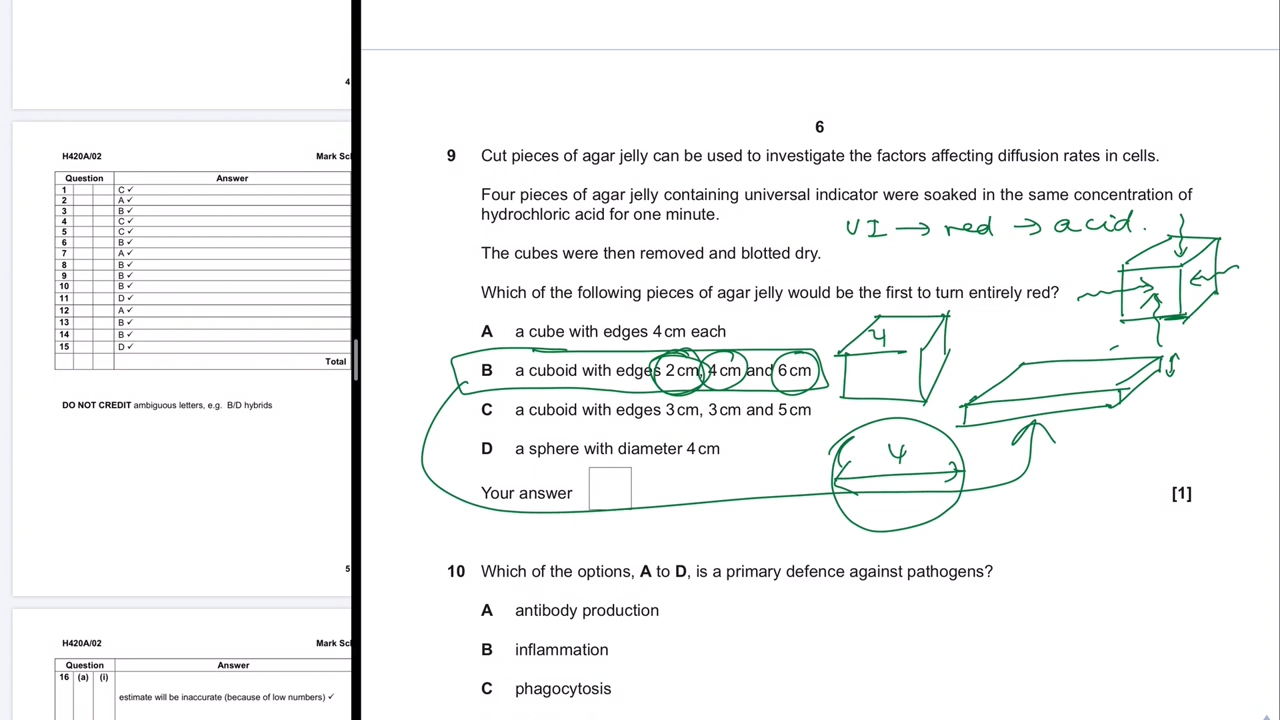 4
H420A/02 Mark Scl
Question Answer
1 C ✓
2 A ✓
3 B ✓
4 C ✓
5 C ✓
6 B ✓
7 A ✓
8 B ✓
9 B ✓
10 B ✓
11 D ✓
12 A ✓
13 B ✓
14 B ✓
15 D ✓
Total
DO NOT CREDIT ambiguous letters, e.g. B/D hybrids
5
H420A/02 Mark Scl
Question Answer
16 (a) (i)
estimate will be inaccurate (because of low numbers) ✓
6
9 Cut pieces of agar jelly can be used to investigate the factors affecting diffusion rates in cells.
Four pieces of agar jelly containing universal indicator were soaked in the same concentration of
hydrochloric acid for one minute.
UI → red → acid.
The cubes were then removed and blotted dry.
Which of the following pieces of agar jelly would be the first to turn entirely red?
A a cube with edges 4 cm each
4
B a cuboid with edges 2 cm, 4 cm and 6 cm
C a cuboid with edges 3 cm, 3 cm and 5 cm
D a sphere with diameter 4 cm
4
Your answer
[1]
10 Which of the options, A to D, is a primary defence against pathogens?
A antibody production
B inflammation
C phagocytosis